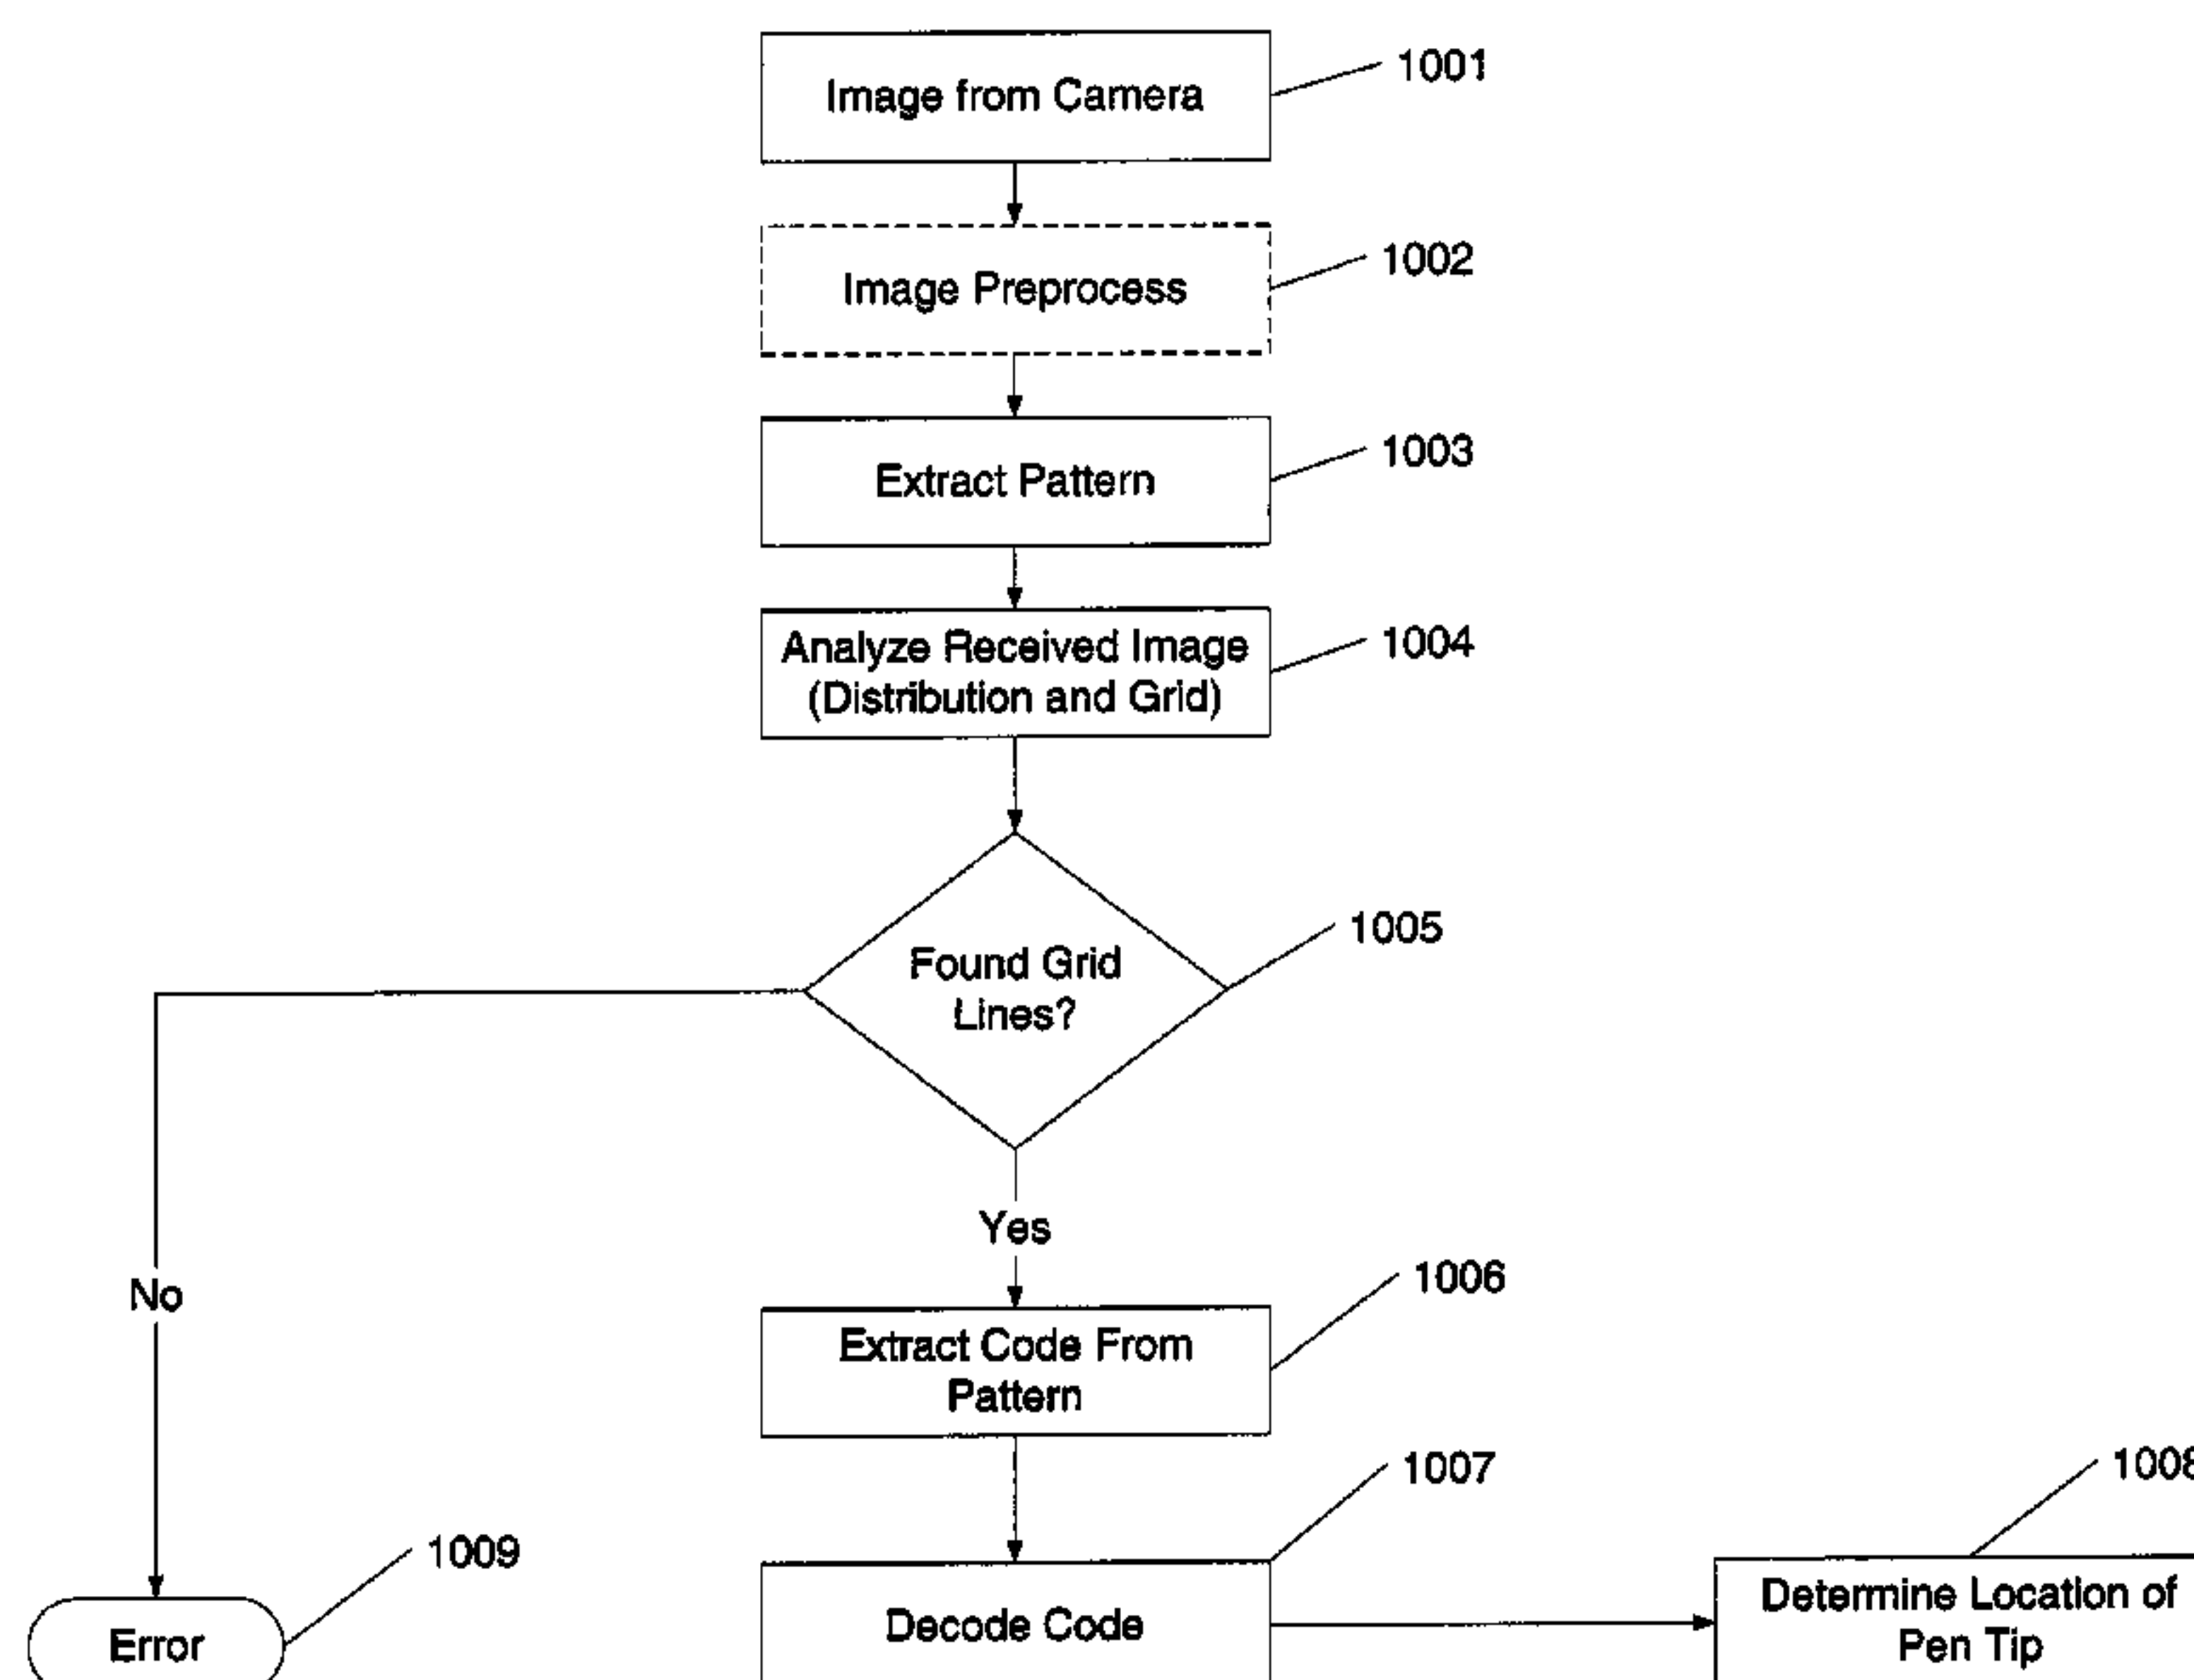 Image from Camera
1001
Image Preprocess
1002
Extract Pattern
1003
Analyze Received Image
(Distribution and Grid)
1004
Found Grid
Lines?
1005
Yes
No
Extract Code From
Pattern
1006
Decode Code
1007
Determine Location of
Pen Tip
1008
Error
1009